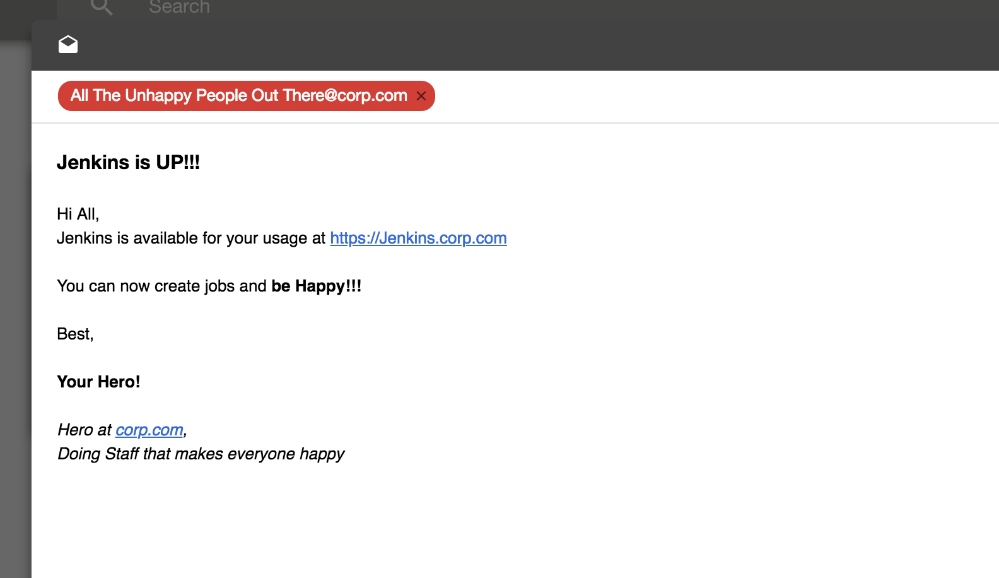 Search
All The Unhappy People Out There@corp.com ×
Jenkins is UP!!!
Hi All,
Jenkins is available for your usage at https://Jenkins.corp.com
You can now create jobs and be Happy!!!
Best,
Your Hero!
Hero at corp.com,
Doing Staff that makes everyone happy